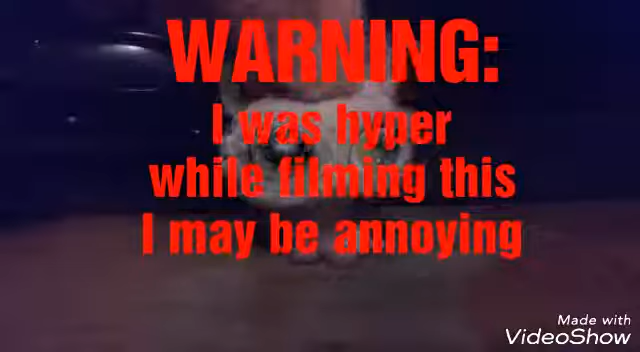 WARNING:
I was hyper
while filming this
I may be annoying
Made with
VideoShow